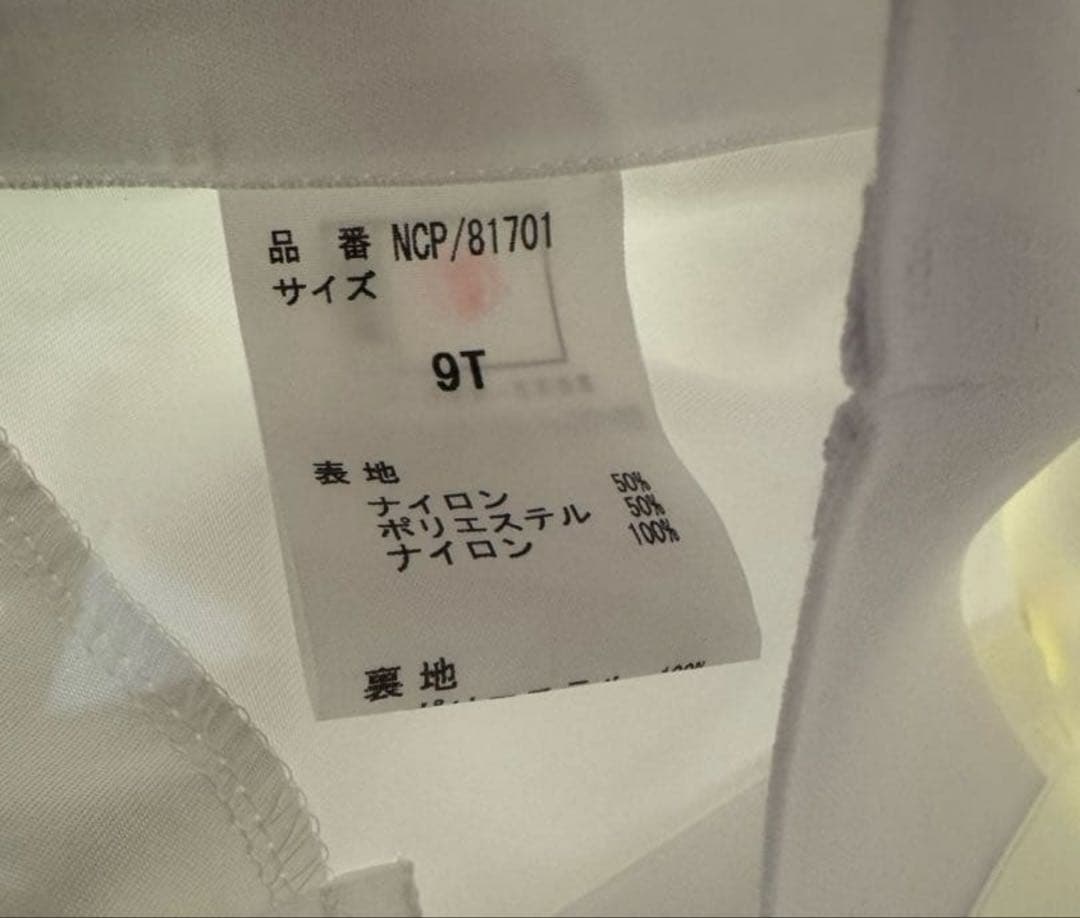 品 番 NCP/81701
サイズ
9T
表 地
ナイロン 50%
ポリエステル 50%
ナイロン 100%
裏 地